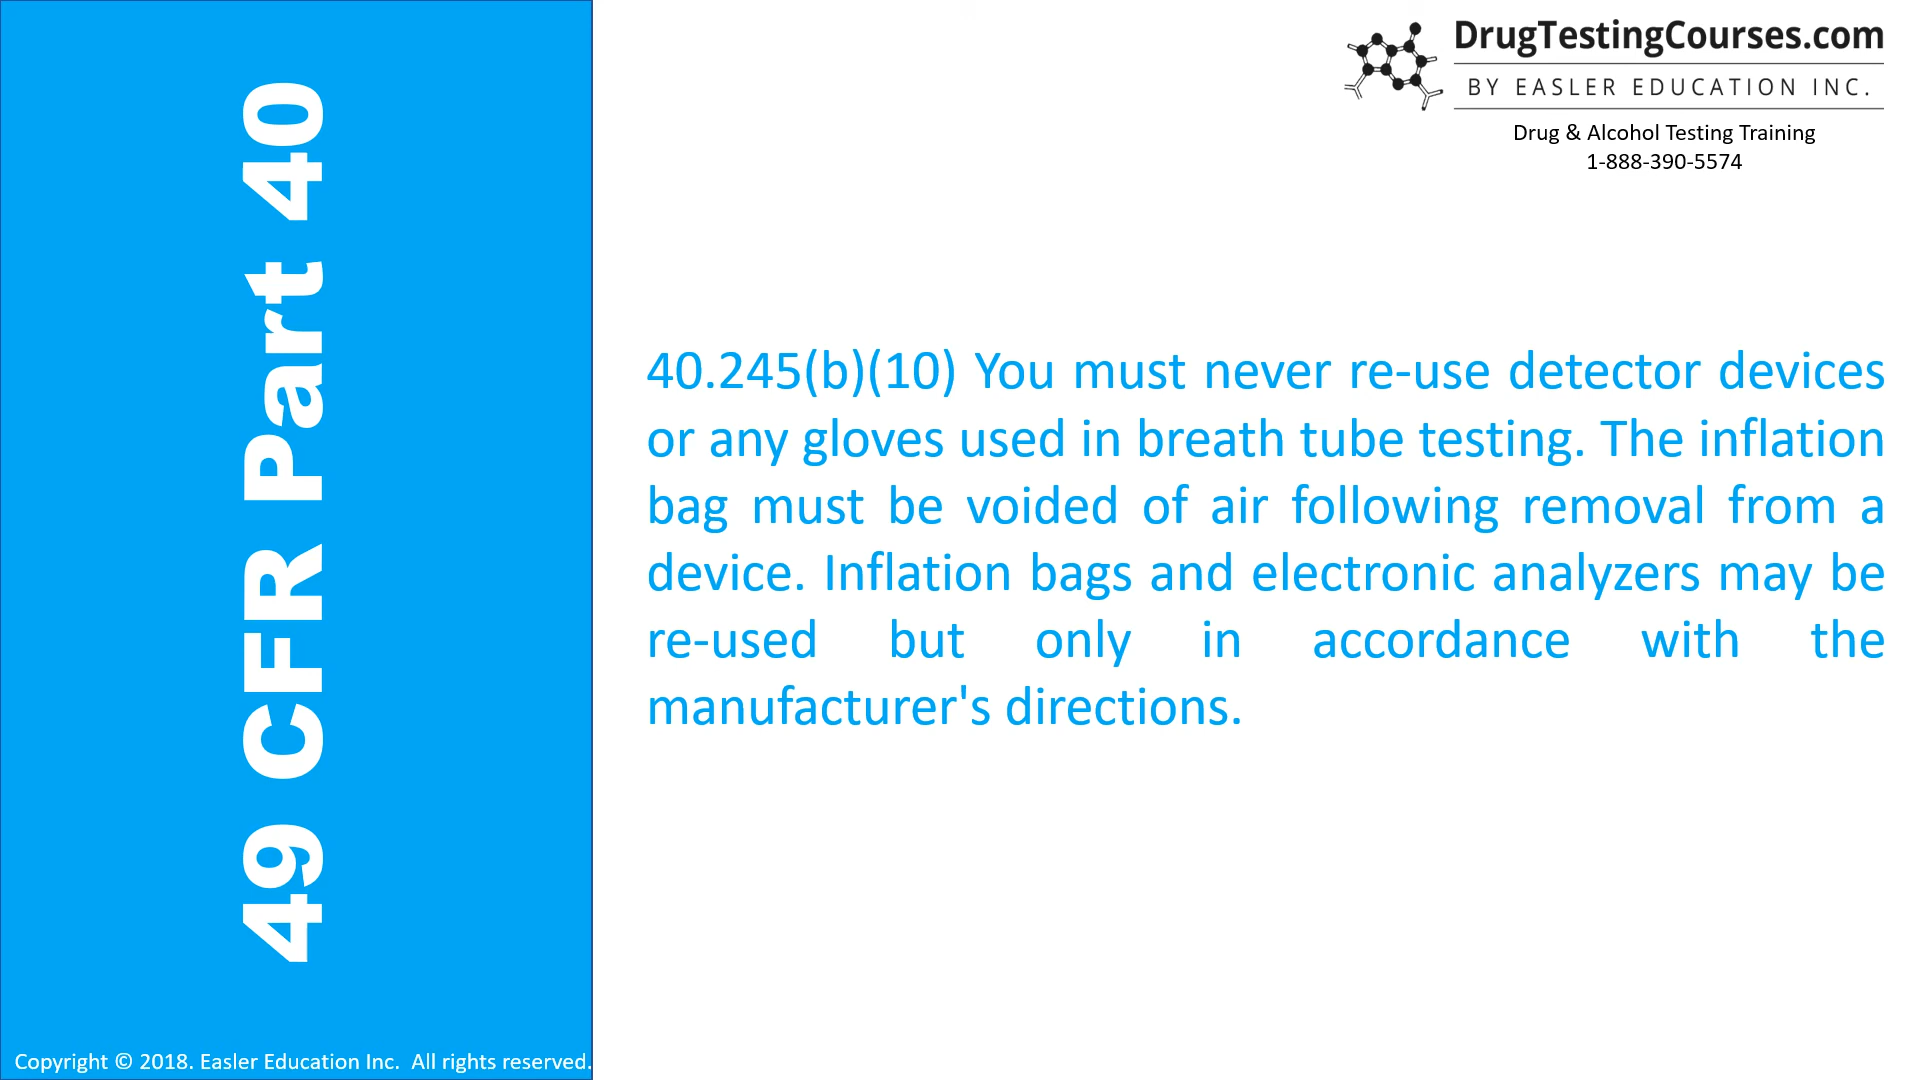 49 CFR Part 40
DrugTestingCourses.com
BY EASLER EDUCATION INC.
Drug & Alcohol Testing Training
1-888-390-5574
40.245(b)(10) You must never re-use detector devices
or any gloves used in breath tube testing. The inflation
bag must be voided of air following removal from a
device. Inflation bags and electronic analyzers may be
re-used but only in accordance with the
manufacturer's directions.
Copyright © 2018. Easler Education Inc.  All rights reserved.